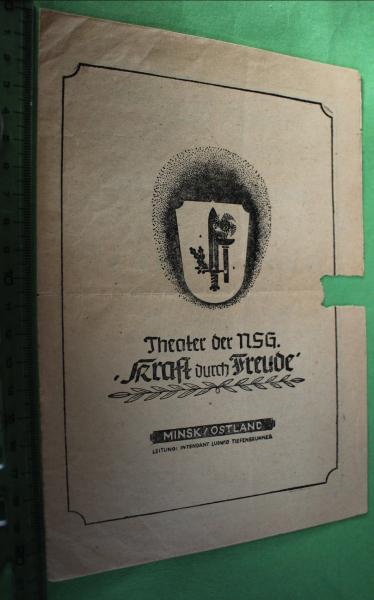 Theater der NSG.
'Kraft durch Freude'
MINSK / OSTLAND
LEITUNG: INTENDANT LUDWIG TIEFENBRUNNER